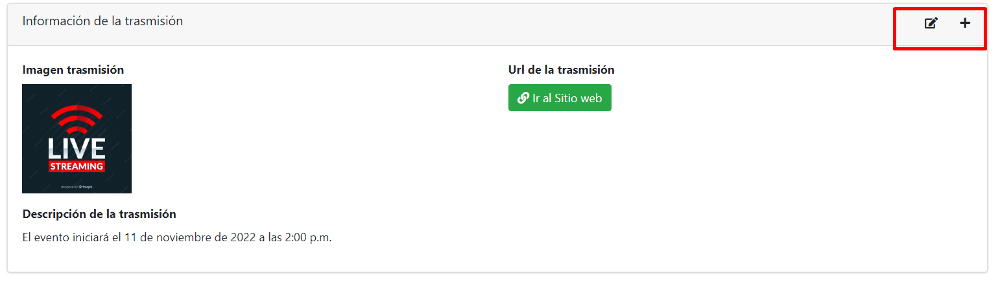 Información de la trasmisión
Imagen trasmisión
LIVE
STREAMING
designed by freepik
Url de la trasmisión
Ir al Sitio web
Descripción de la trasmisión
El evento iniciará el 11 de noviembre de 2022 a las 2:00 p.m.